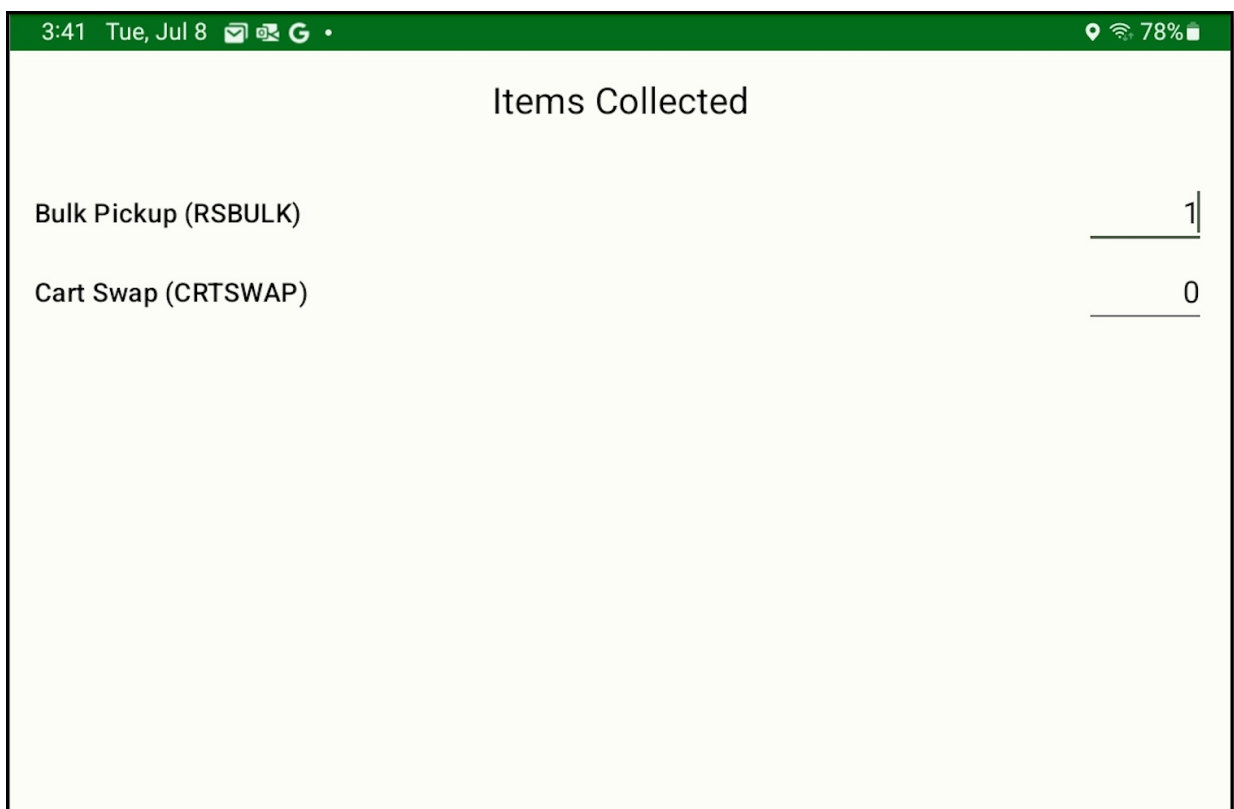 3:41 Tue, Jul 8 G 78%
Items Collected
Bulk Pickup (RSBULK) 1
Cart Swap (CRTSWAP) 0